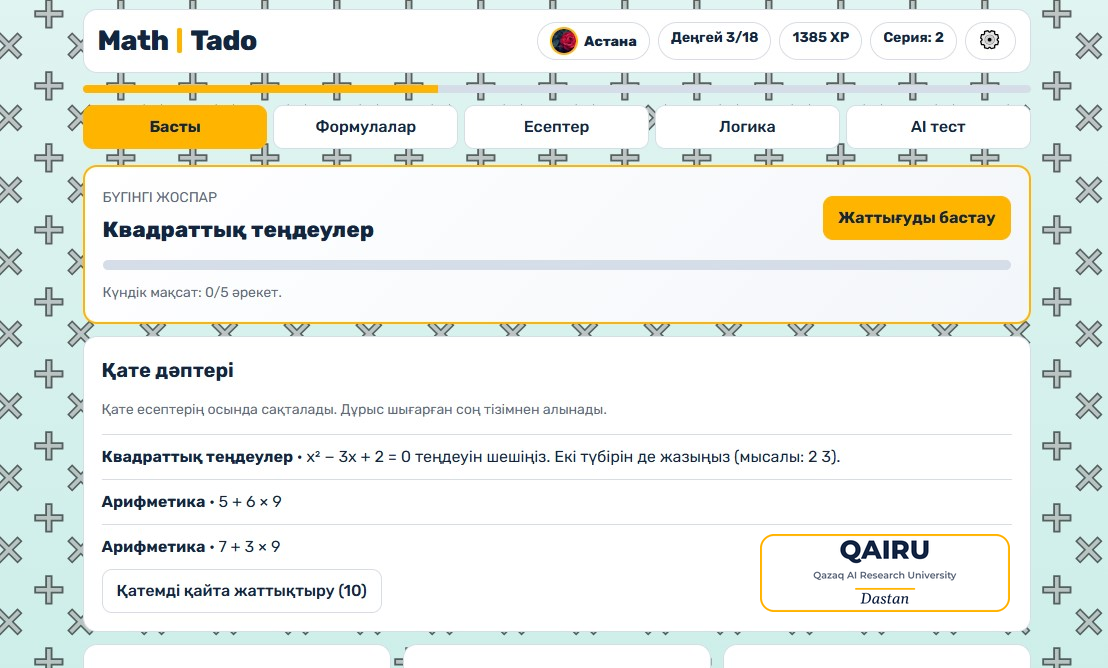 Math | Tado
Астана
Деңгей 3/18
1385 XP
Серия: 2
Басты
Формулалар
Есептер
Логика
AI тест
БҮГІНГІ ЖОСПАР
Квадраттық теңдеулер
Жаттығуды бастау
Күндік мақсат: 0/5 әрекет.
Қате дәптері
Қате есептерің осында сақталады. Дұрыс шығарған соң тізімнен алынады.
Квадраттық теңдеулер • x² − 3x + 2 = 0 теңдеуін шешіңіз. Екі түбірін де жазыңыз (мысалы: 2 3).
Арифметика • 5 + 6 × 9
Арифметика • 7 + 3 × 9
Қатемді қайта жаттықтыру (10)
QAIRU
Qazaq AI Research University
Dastan